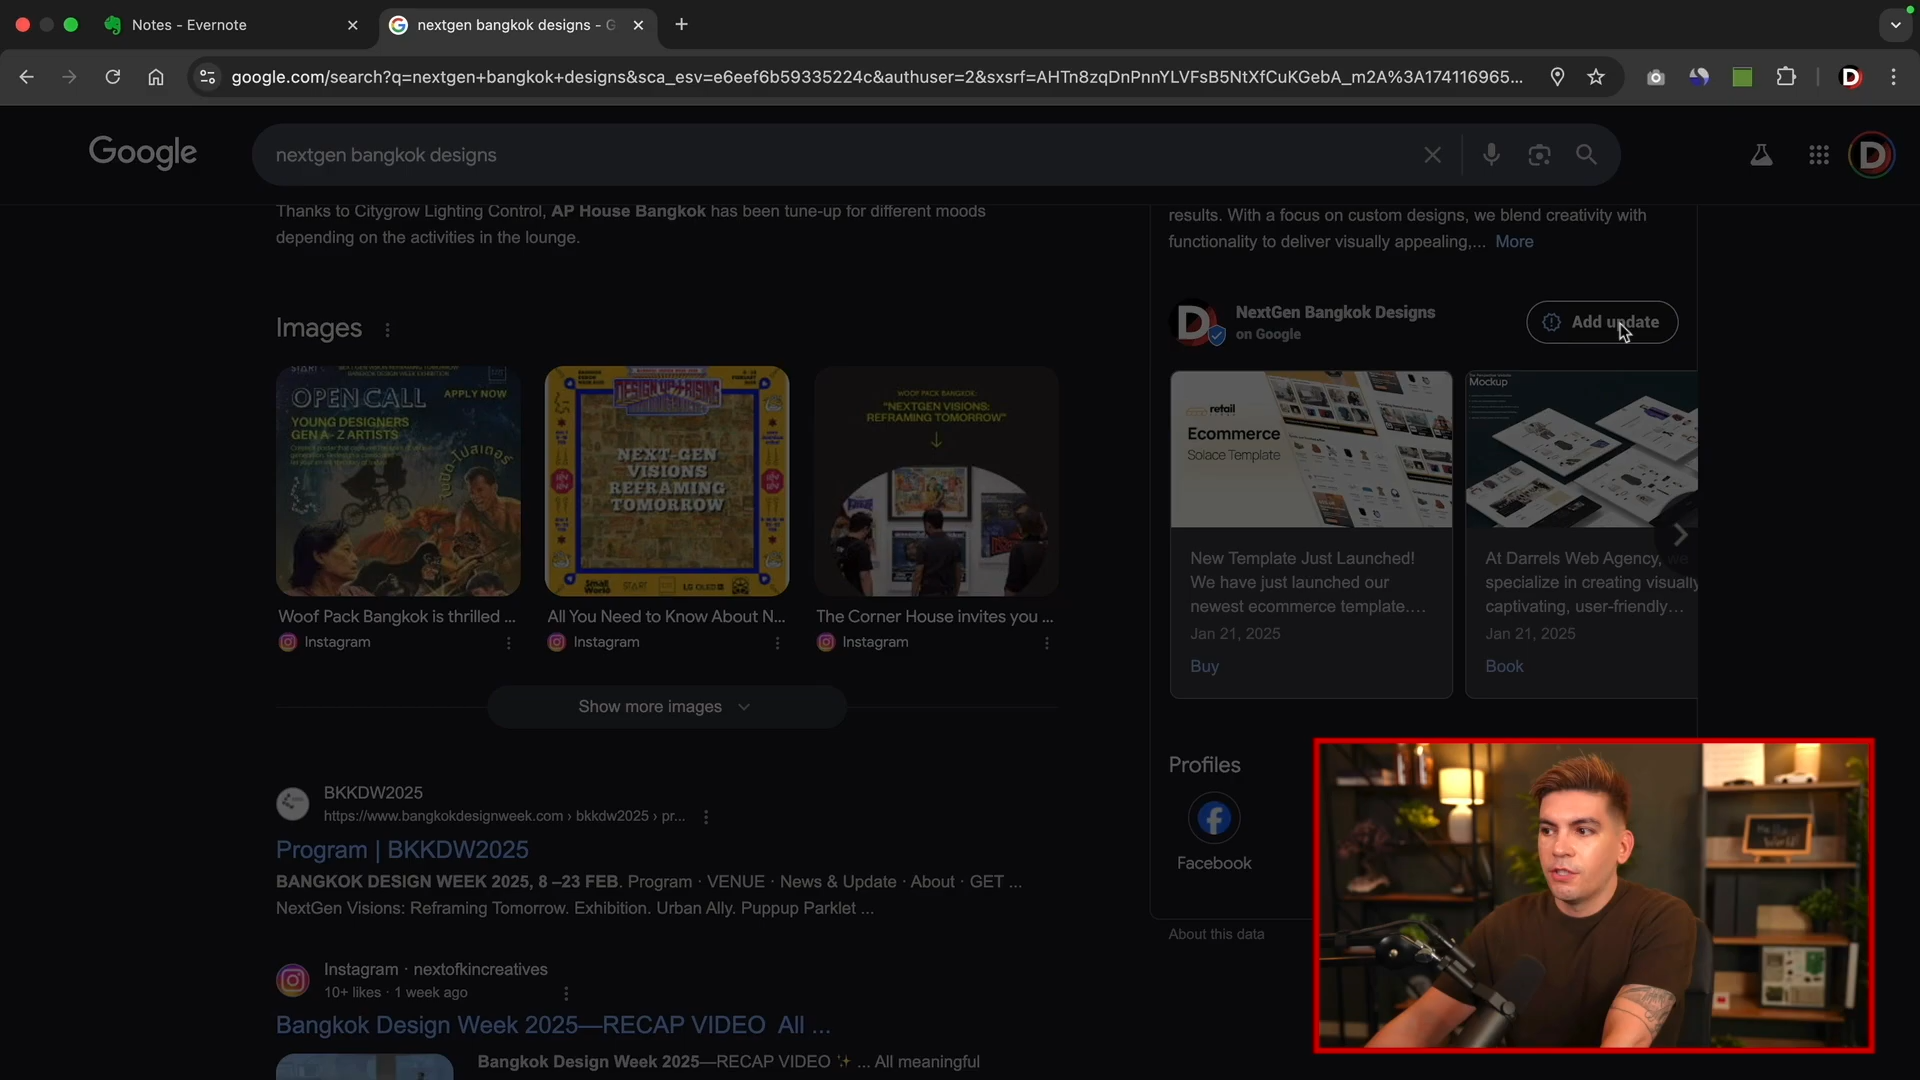 Notes - Evernote
nextgen bangkok designs - G
google.com/search?q=nextgen+bangkok+designs&sca_esv=e6eef6b59335224c&authuser=2&sxsrf=AHTn8zqDnPnnYLVFsB5NtXfCuKGebA_m2A%3A174116965...
Google
nextgen bangkok designs
Thanks to Citygrow Lighting Control, AP House Bangkok has been tune-up for different moods
depending on the activities in the lounge.
Images
OPEN CALL
APPLY NOW
YOUNG DESIGNERS
GEN A-Z ARTISTS
Woof Pack Bangkok is thrilled ...
Instagram
NEXT-GEN
VISIONS
REFRAMING
TOMORROW
All You Need to Know About N...
Instagram
WOOF PACK BANGKOK:
"NEXTGEN VISIONS:
REFRAMING TOMORROW"
The Corner House invites you ...
Instagram
Show more images
BKKDW2025
https://www.bangkokdesignweek.com › bkkdw2025 › pr...
Program | BKKDW2025
BANGKOK DESIGN WEEK 2025, 8 –23 FEB. Program · VENUE · News & Update · About · GET ...
NextGen Visions: Reframing Tomorrow. Exhibition. Urban Ally. Puppup Parklet ...
Instagram · nextofkincreatives
10+ likes · 1 week ago
Bangkok Design Week 2025—RECAP VIDEO All ...
Bangkok Design Week 2025—RECAP VIDEO ✨ ... All meaningful
results. With a focus on custom designs, we blend creativity with
functionality to deliver visually appealing,... More
NextGen Bangkok Designs
on Google
Add update
retail
Ecommerce
Solace Template
New Template Just Launched!
We have just launched our
newest ecommerce template....
Jan 21, 2025
Buy
Mockup
At Darrels Web Agency, we
specialize in creating visually
captivating, user-friendly...
Jan 21, 2025
Book
Profiles
Facebook
About this data